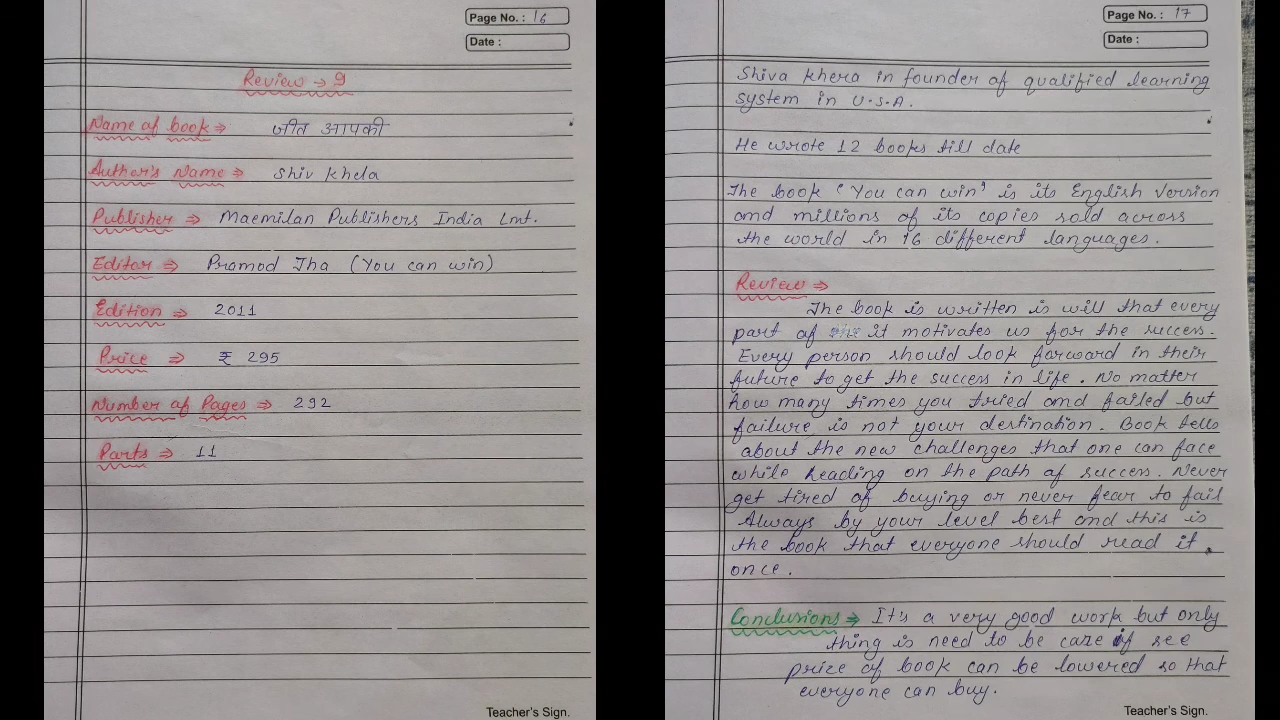 Page No. : 16
Date :
Review → 9
Name of book ⇒ जीत आपकी
Author's Name ⇒ Shiv Khela
Publisher ⇒ Maemilan Publishers India Lmt.
Editor ⇒ Pramod Jha (You can win)
Edition ⇒ 2011
Price ⇒ ₹ 295
Number of Pages ⇒ 292
Parts ⇒ 11
Teacher's Sign.
Page No. : 17
Date :
Shiva Khera in founder of qualified learning
system in U.S.A.
He wrote 12 books till date
The book 'You can win' is its English version
and millions of its opies sold across
the world in 16 different languages.
Review ⇒
The book is written is will that every
part of it motivate us for the success.
Every person should look forward in their
future to get the success in life. No matter
how many times you tried and failed but
failure is not your destination. Book tells
about the new challenges that one can face
while heading on the path of success. Never
get tired of buying or never fear to fail
Always by your level best and this is
the book that everyone should read it
once.
Conclusions ⇒ It's a very good work but only
thing is need to be care if see
prize of book can be lowered so that
everyone can buy.
Teacher's Sign.